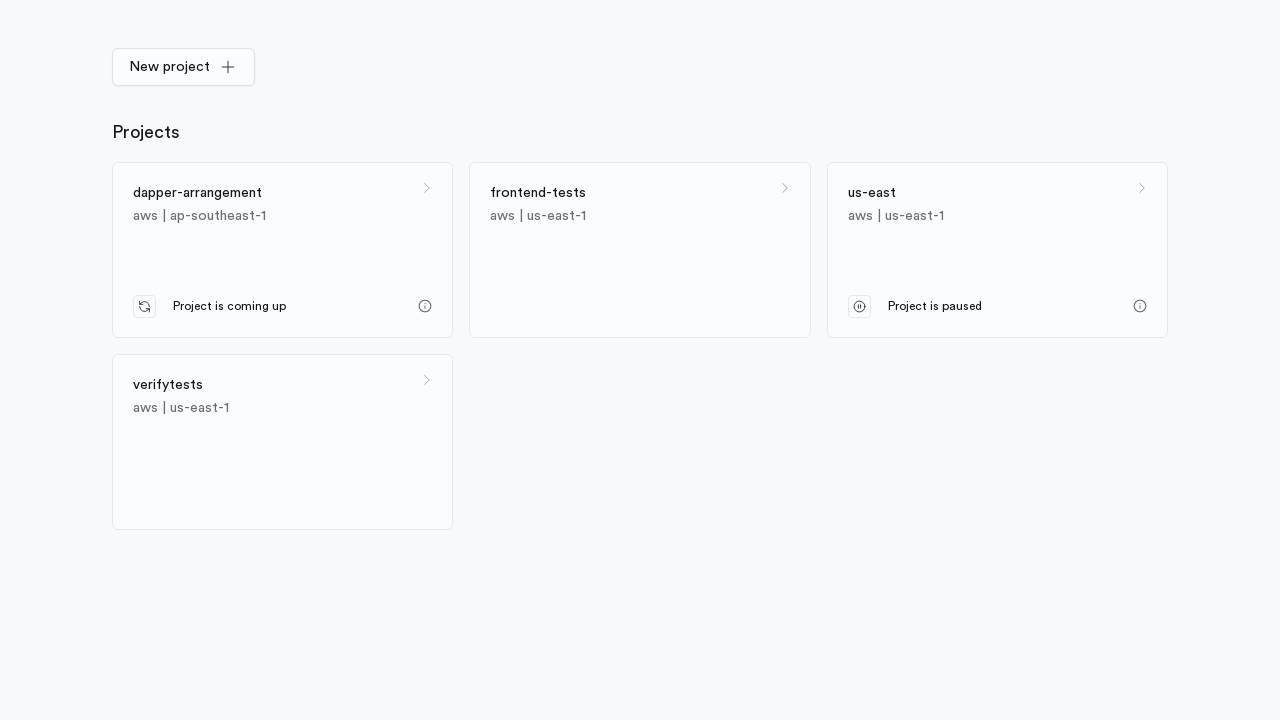 New project
Projects
dapper-arrangement
aws | ap-southeast-1
Project is coming up
frontend-tests
aws | us-east-1
us-east
aws | us-east-1
Project is paused
verifytests
aws | us-east-1